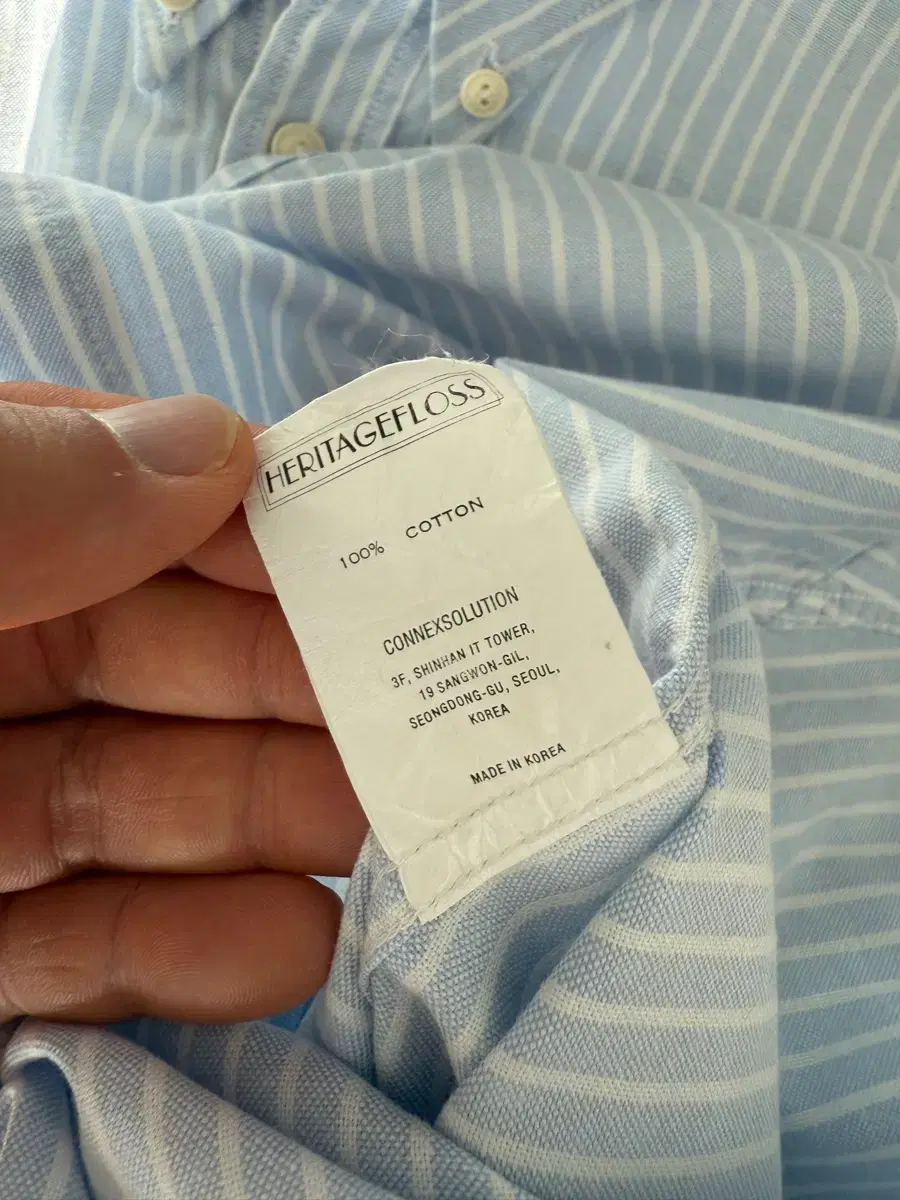 HERITAGEFLOSS
100% COTTON
CONNEXSOLUTION
3F, SHINHAN IT TOWER,
19 SANGWON-GIL,
SEONGDONG-GU, SEOUL,
KOREA
MADE IN KOREA